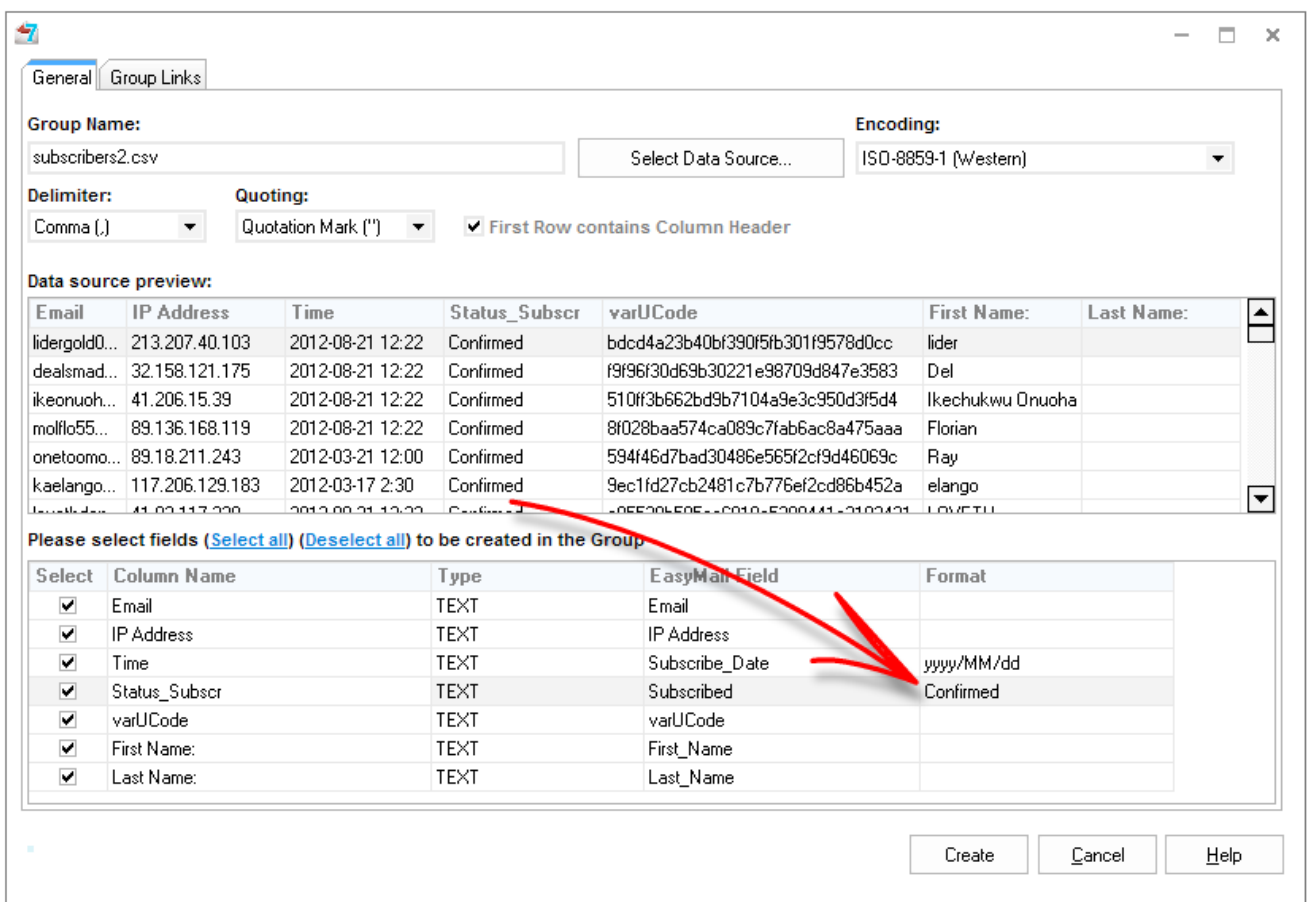 7
General Group Links
Group Name: Encoding:
subscribers2.csv Select Data Source... ISO-8859-1 (Western)
Delimiter: Quoting:
Comma (,) Quotation Mark (") First Row contains Column Header
Data source preview:
Email IP Address Time Status_Subscr varUCode First Name: Last Name:
lidergold0... 213.207.40.103 2012-08-21 12:22 Confirmed bdcd4a23b40bf390f5fb301f9578d0cc lider
dealsmad... 32.158.121.175 2012-08-21 12:22 Confirmed f9f96f30d69b30221e98709d847e3583 Del
ikeonuoh... 41.206.15.39 2012-08-21 12:22 Confirmed 510ff3b662bd9b7104a9e3c950d3f5d4 Ikechukwu Onuoha
molflo55... 89.136.168.119 2012-08-21 12:22 Confirmed 8f028baa574ca089c7fab6ac8a475aaa Florian
onetoomo... 89.18.211.243 2012-03-21 12:00 Confirmed 594f46d7bad30486e565f2cf9d46069c Ray
kaelango... 117.206.129.183 2012-03-17 2:30 Confirmed 9ec1fd27cb2481c7b776ef2cd86b452a elango
Please select fields (Select all) (Deselect all) to be created in the Group
Select Column Name Type EasyMail Field Format
Email TEXT Email
IP Address TEXT IP Address
Time TEXT Subscribe_Date yyyy/MM/dd
Status_Subscr TEXT Subscribed Confirmed
varUCode TEXT varUCode
First Name: TEXT First_Name
Last Name: TEXT Last_Name
Create Cancel Help